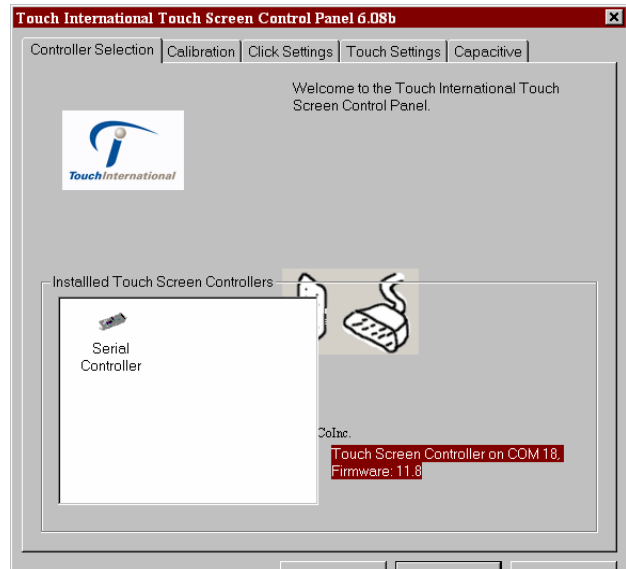 Touch International Touch Screen Control Panel 6.08b
Controller Selection Calibration Click Settings Touch Settings Capacitive
Welcome to the Touch International Touch
Screen Control Panel.
TouchInternational
Installled Touch Screen Controllers
Serial
Controller
CoInc.
Touch Screen Controller on COM 18,
Firmware: 11.8